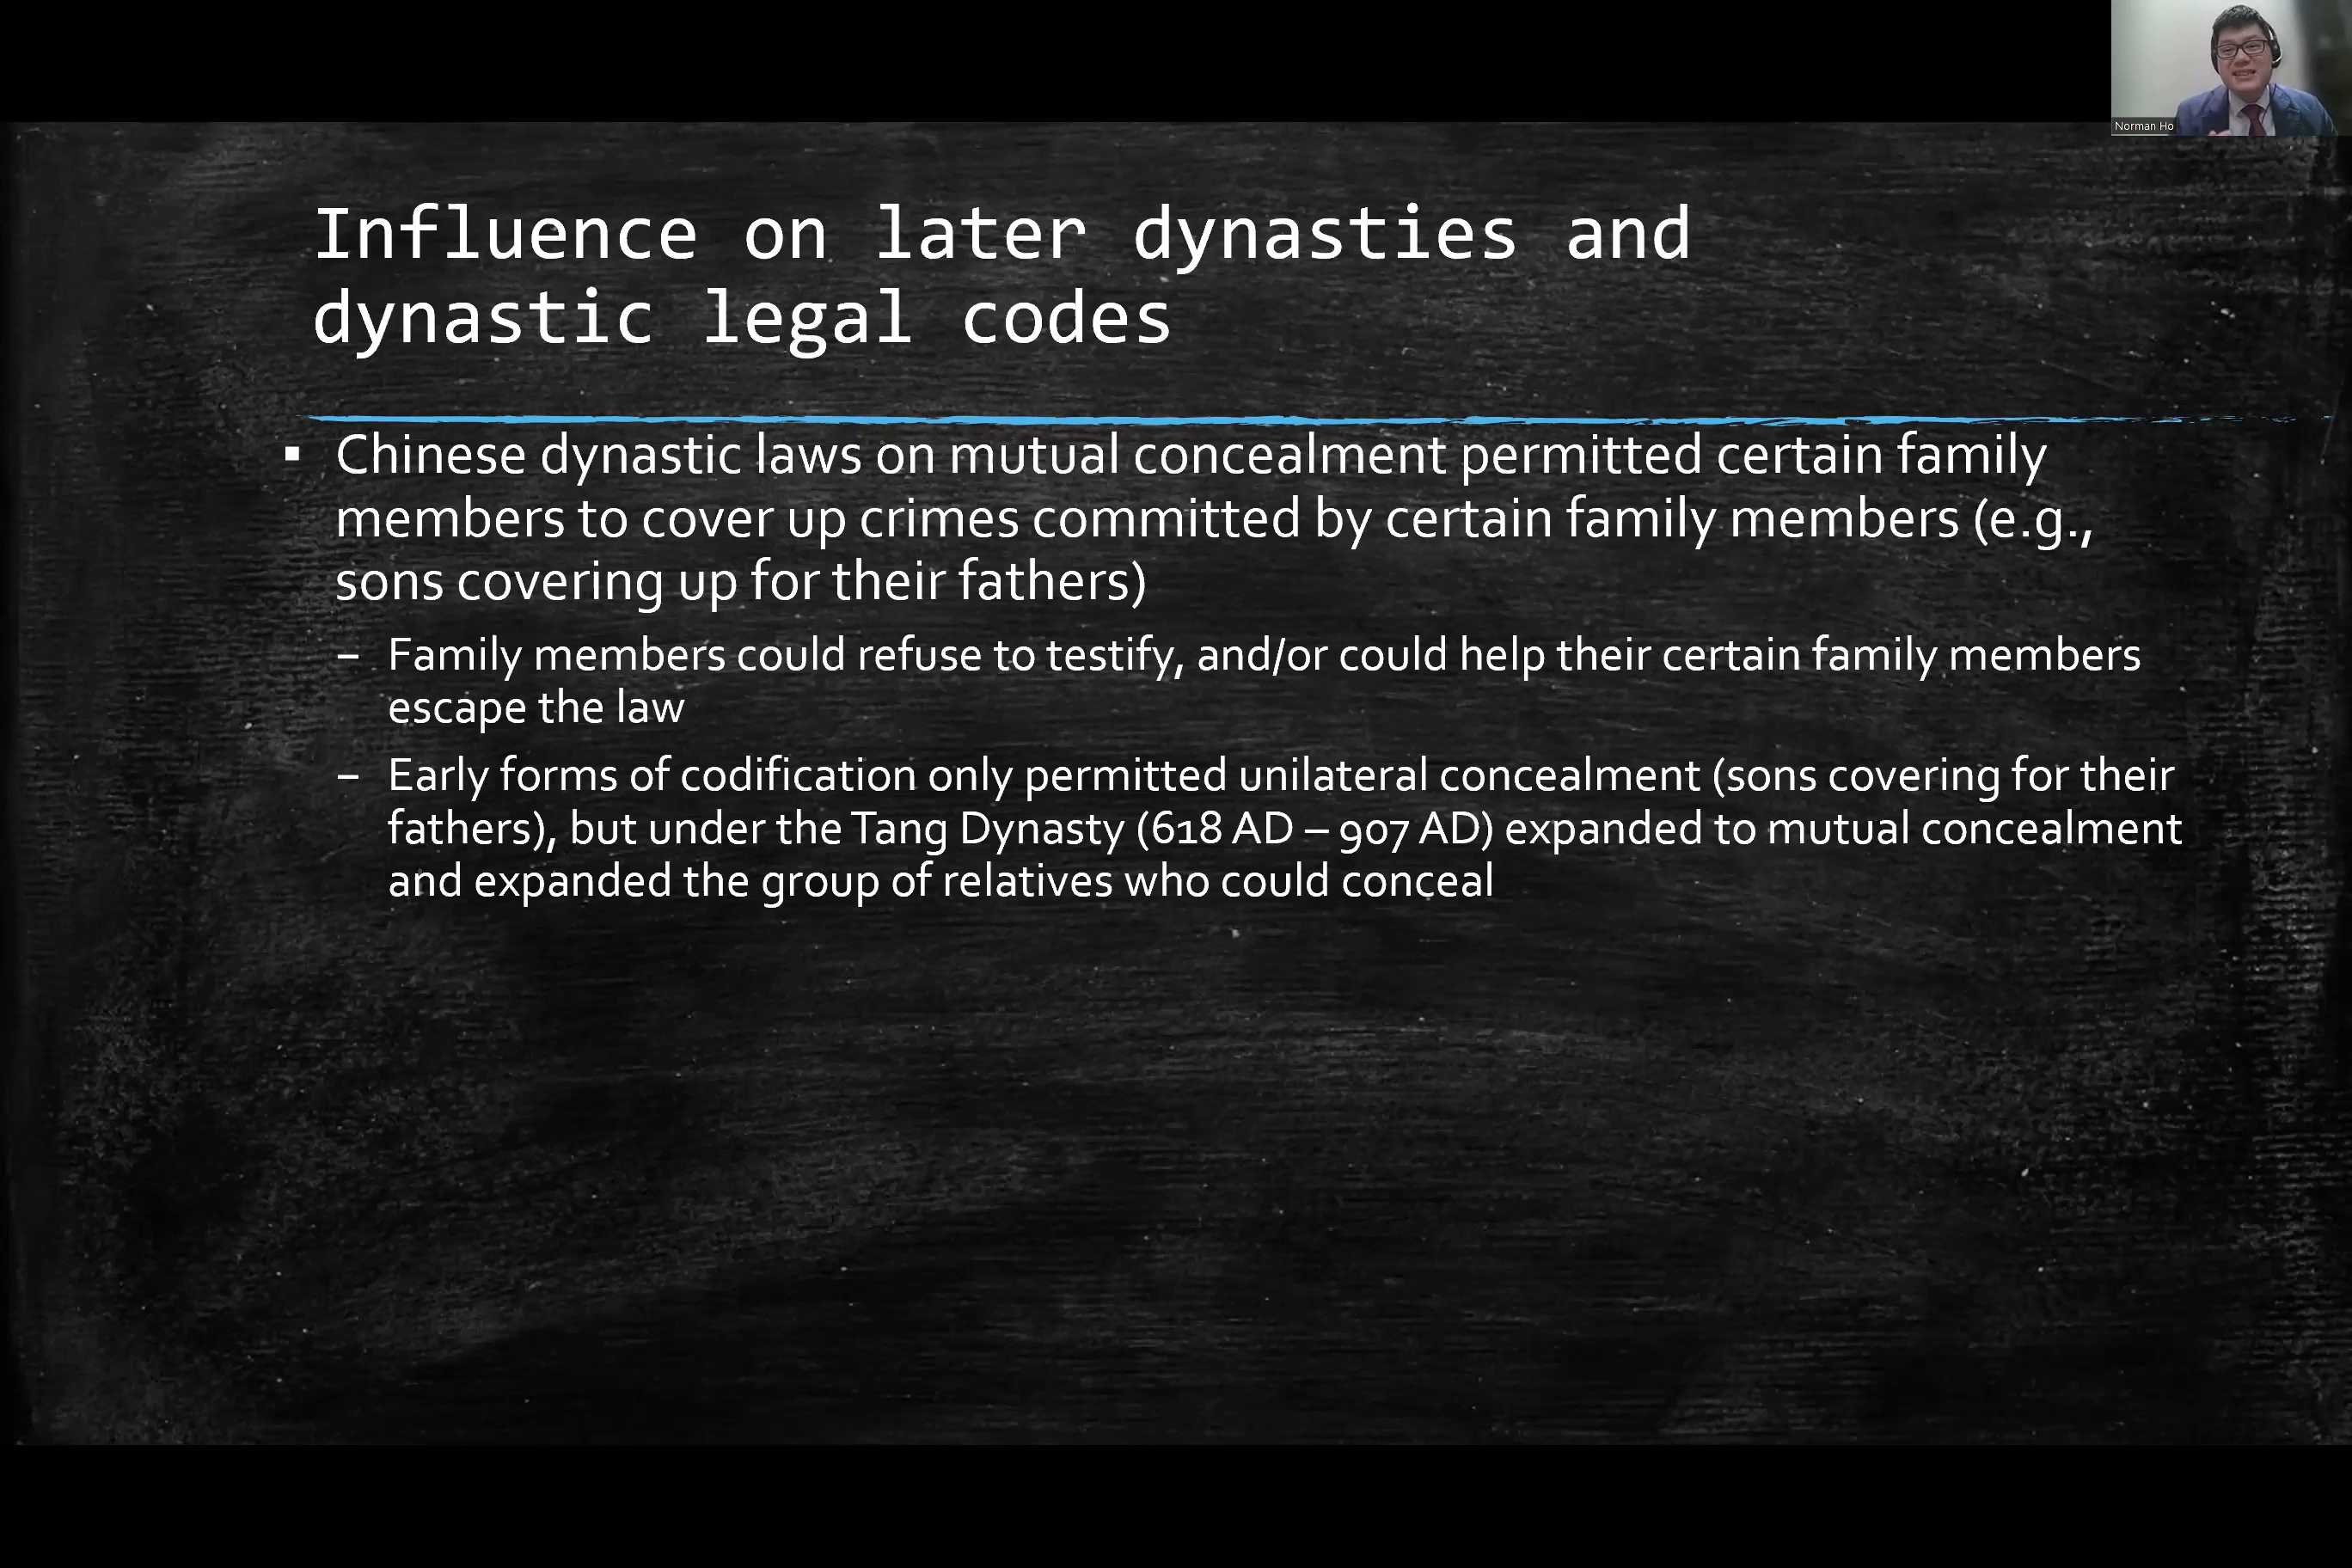 Norman Ho
Influence on later dynasties and
dynastic legal codes
▪ Chinese dynastic laws on mutual concealment permitted certain family
members to cover up crimes committed by certain family members (e.g.,
sons covering up for their fathers)
– Family members could refuse to testify, and/or could help their certain family members
escape the law
– Early forms of codification only permitted unilateral concealment (sons covering for their
fathers), but under the Tang Dynasty (618 AD – 907 AD) expanded to mutual concealment
and expanded the group of relatives who could conceal